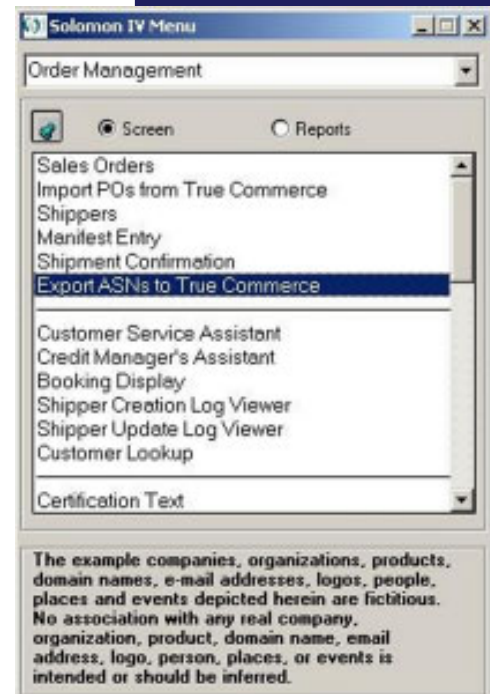 Solomon IV Menu
Order Management
Screen Reports
Sales Orders
Import POs from True Commerce
Shippers
Manifest Entry
Shipment Confirmation
Export ASNs to True Commerce
Customer Service Assistant
Credit Manager's Assistant
Booking Display
Shipper Creation Log Viewer
Shipper Update Log Viewer
Customer Lookup
Certification Text
The example companies, organizations, products,
domain names, e-mail addresses, logos, people,
places and events depicted herein are fictitious.
No association with any real company,
organization, product, domain name, email
address, logo, person, places, or events is
intended or should be inferred.